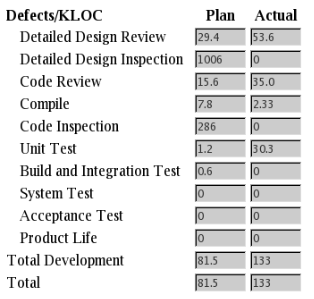 Defects/KLOC Plan Actual
Detailed Design Review 29.4 53.6
Detailed Design Inspection 1006 0
Code Review 15.6 35.0
Compile 7.8 2.33
Code Inspection 286 0
Unit Test 1.2 30.3
Build and Integration Test 0.6 0
System Test 0 0
Acceptance Test 0 0
Product Life 0 0
Total Development 81.5 133
Total 81.5 133